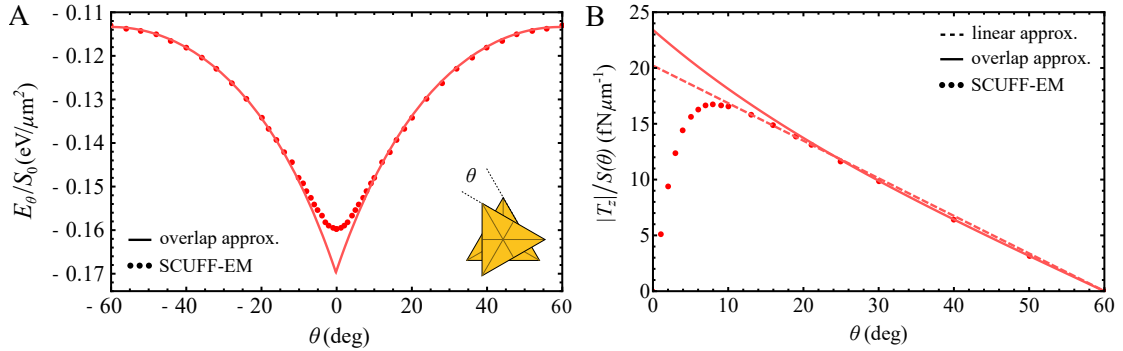 A
- 0.11
- 0.12
- 0.13
- 0.14
- 0.15
- 0.16
- 0.17
E_θ/S_0 (eV/μm²)
θ
overlap approx.
SCUFF-EM
- 60 - 40 - 20 0 20 40 60
θ (deg)
B
25
20
15
10
5
0
|T_z|/S(θ) (fNμm⁻¹)
linear approx.
overlap approx.
SCUFF-EM
0 10 20 30 40 50 60
θ (deg)